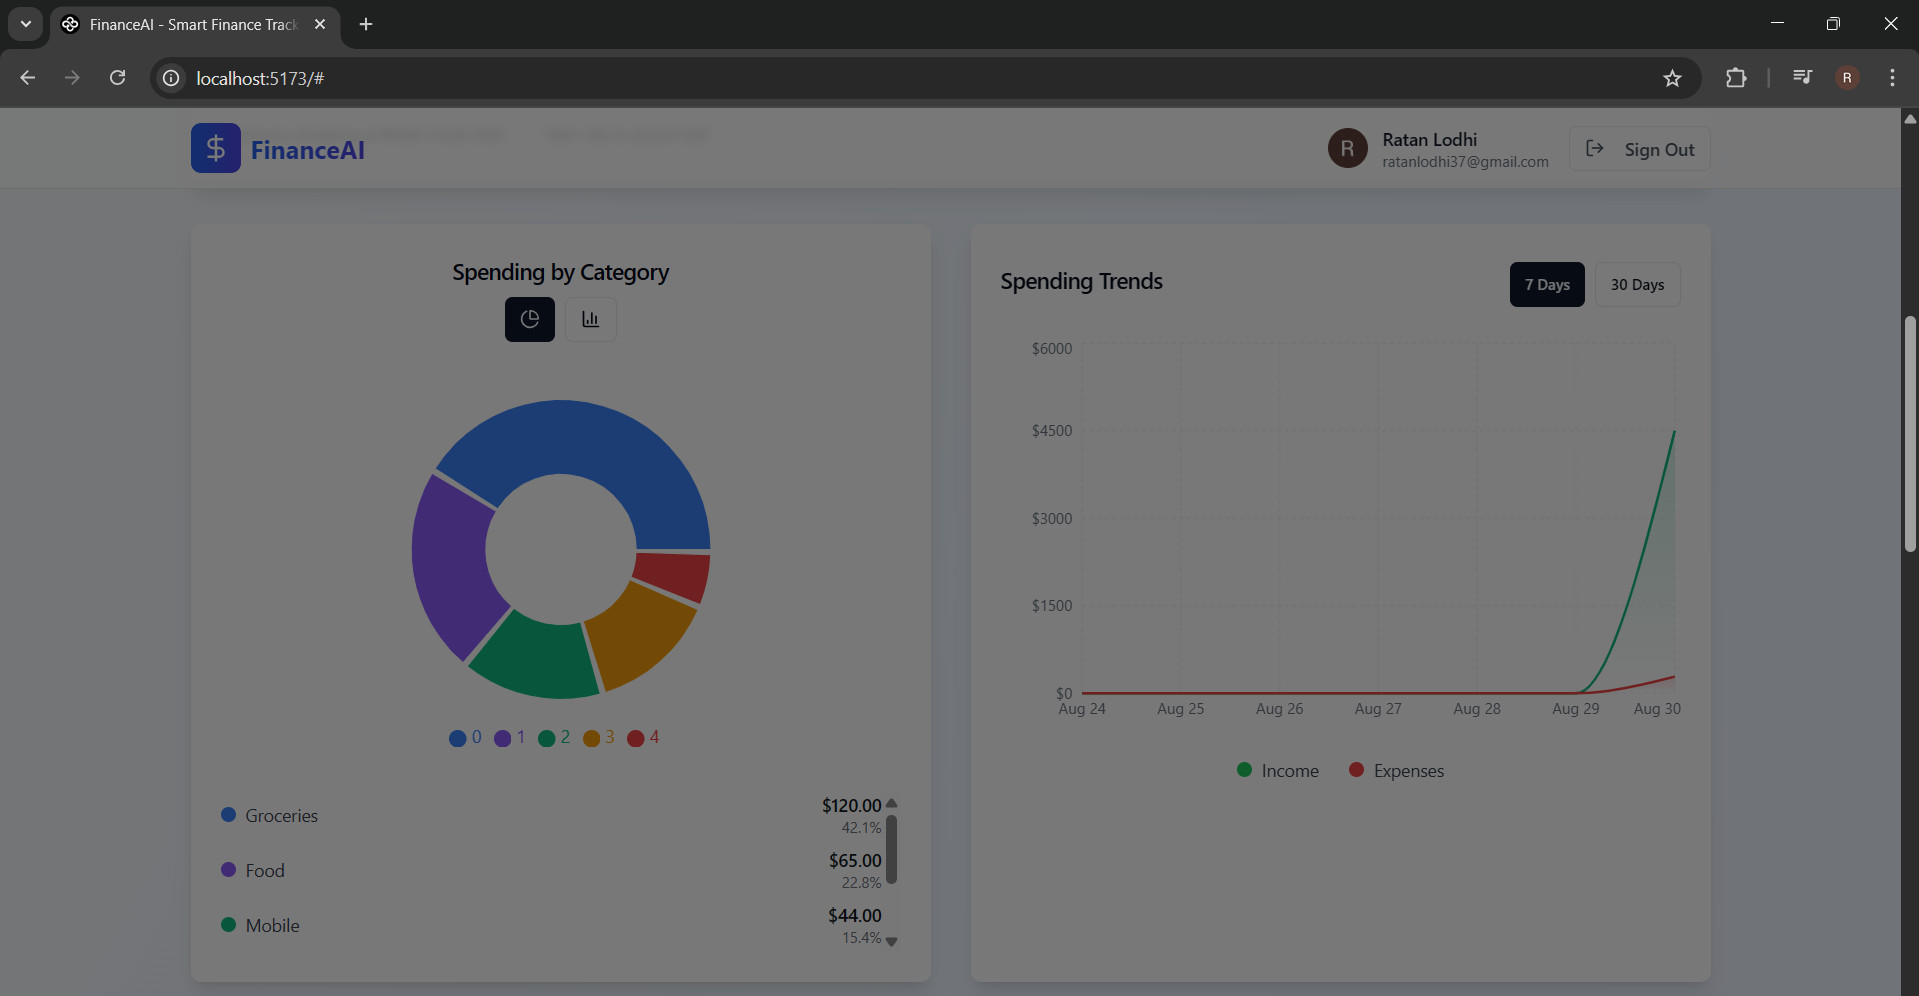 FinanceAI - Smart Finance Track
localhost:5173/#
R
$
FinanceAI
R
Ratan Lodhi
ratanlodhi37@gmail.com
Sign Out
Spending by Category
0 1 2 3 4
Groceries $120.00
42.1%
Food $65.00
22.8%
Mobile $44.00
15.4%
Spending Trends
7 Days 30 Days
$6000
$4500
$3000
$1500
$0
Aug 24 Aug 25 Aug 26 Aug 27 Aug 28 Aug 29 Aug 30
Income Expenses